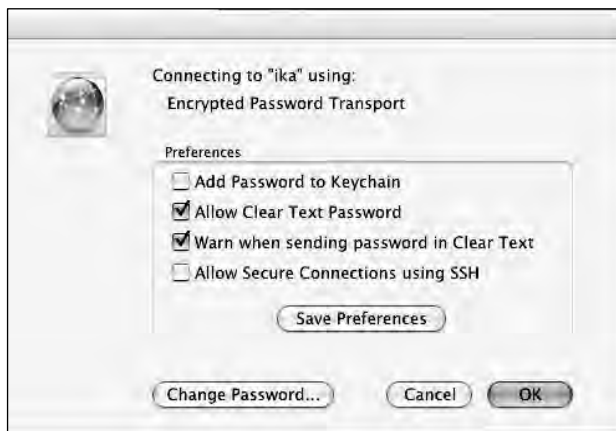 Connecting to "ika" using:
Encrypted Password Transport
Preferences
Add Password to Keychain
Allow Clear Text Password
Warn when sending password in Clear Text
Allow Secure Connections using SSH
Save Preferences
Change Password... Cancel OK